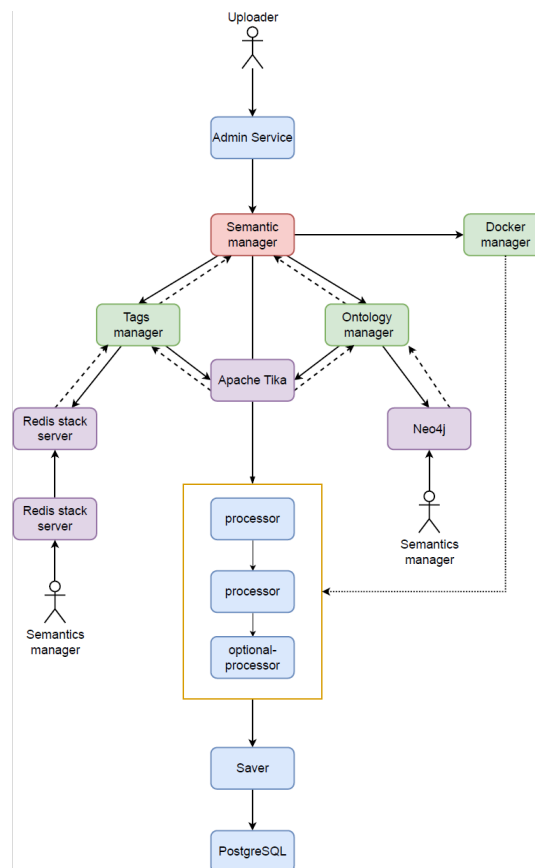 Uploader
Admin Service
Semantic
manager
Docker
manager
Tags
manager
Ontology
manager
Apache Tika
Redis stack
server
Neo4j
Redis stack
server
processor
Semantics
manager
processor
Semantics
manager
optional-
processor
Saver
PostgreSQL